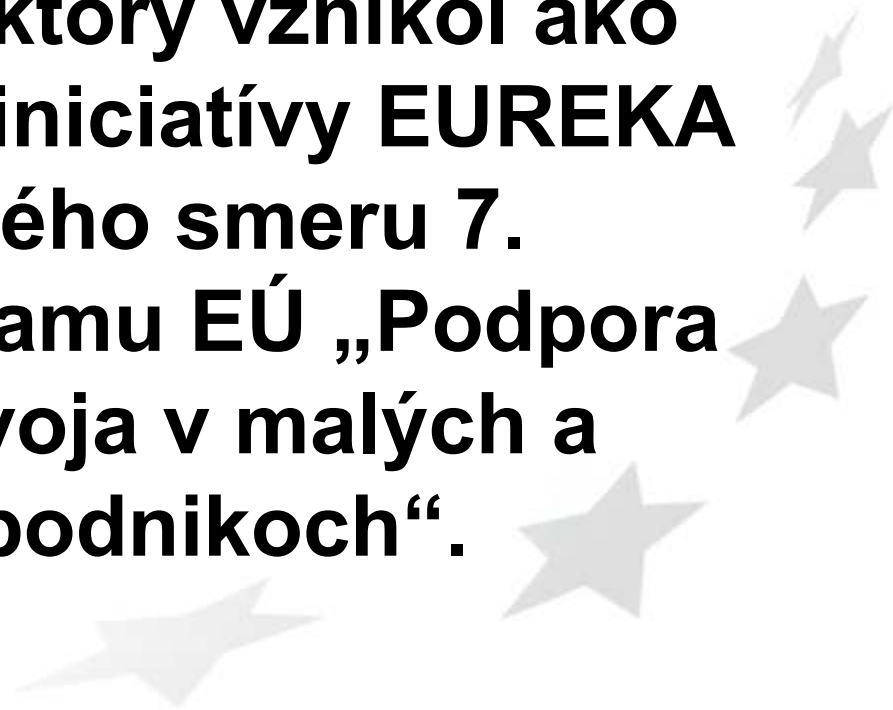 ktorý vznikol ako
iniciatívy EUREKA
ého smeru 7.
amu EÚ „Podpora
voja v malých a
podnikoch“.